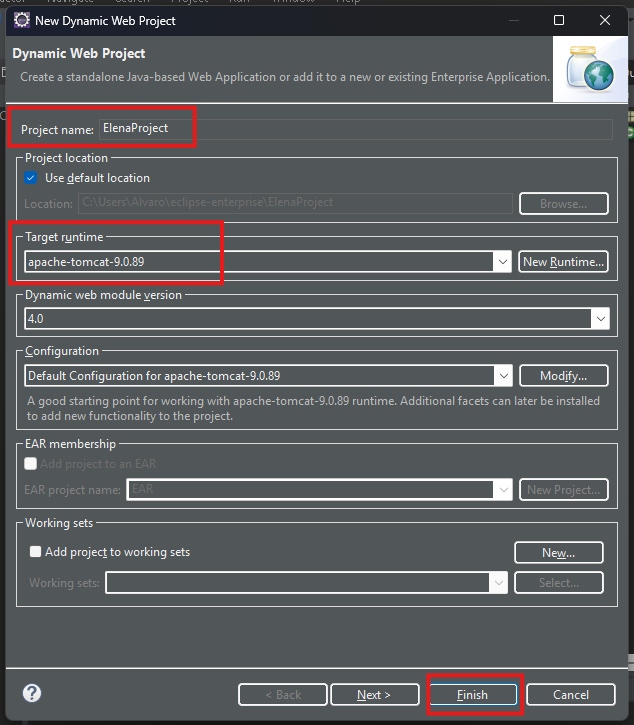 New Dynamic Web Project
Dynamic Web Project
Create a standalone Java-based Web Application or add it to a new or existing Enterprise Application.
Project name: ElenaProject
Project location
Use default location
Location: C:\Users\Alvaro\eclipse-enterprise\ElenaProject Browse...
Target runtime
apache-tomcat-9.0.89 New Runtime...
Dynamic web module version
4.0
Configuration
Default Configuration for apache-tomcat-9.0.89 Modify...
A good starting point for working with apache-tomcat-9.0.89 runtime. Additional facets can later be installed
to add new functionality to the project.
EAR membership
Add project to an EAR
EAR project name: EAR New Project...
Working sets
Add project to working sets New...
Working sets: Select...
? < Back Next > Finish Cancel